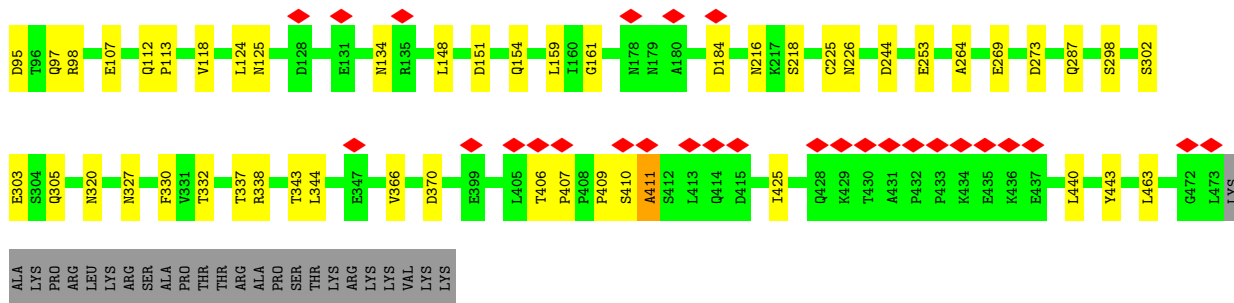 D95 T96 Q97 R98 E107 Q112 P113 V118 L124 N125 D128 E131 N134 R135 L148 D151 Q154 L159 I160 G161 N178 N179 A180 D184 N216 K217 S218 C225 N226 D244 E253 A264 E269 D273 Q287 S298 S302
E303 S304 Q305 N320 N327 F330 V331 T332 T337 R338 T343 L344 E347 V366 D370 E399 L405 T406 P407 P408 P409 S410 A411 S412 L413 Q414 D415 I425 Q428 K429 T430 A431 P432 P433 K434 E435 K436 E437 L440 Y443 L463 G472 L473 LYS
ALA LYS PRO ARG LEU LYS ARG SER ALA PRO THR THR ARG ALA PRO SER THR LYS ARG LYS LYS VAL LYS LYS